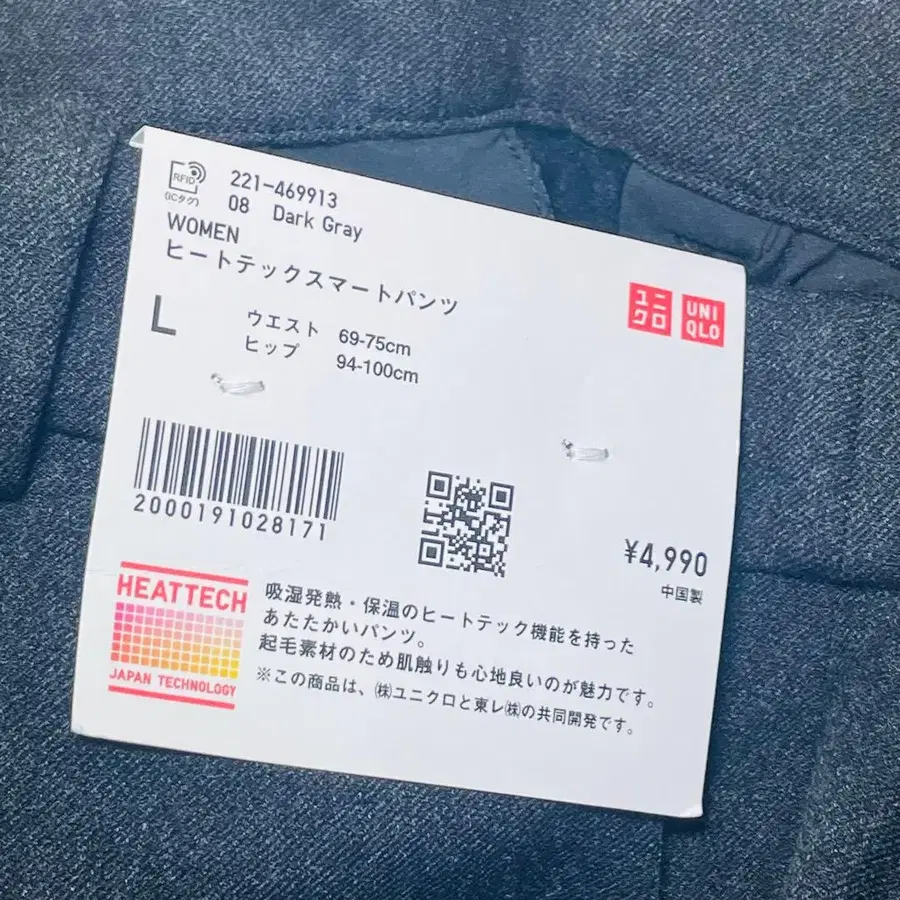 RFID
(ICタグ)
221-469913
08 Dark Gray
WOMEN
ヒートテックスマートパンツ
ユニ
クロ
UNI
QLO
L
ウエスト 69-75cm
ヒップ 94-100cm
2000191028171
¥4,990
中国製
HEATTECH
JAPAN TECHNOLOGY
吸湿発熱・保温のヒートテック機能を持った
あたたかいパンツ。
起毛素材のため肌触りも心地良いのが魅力です。
※この商品は、㈱ユニクロと東レ㈱の共同開発です。